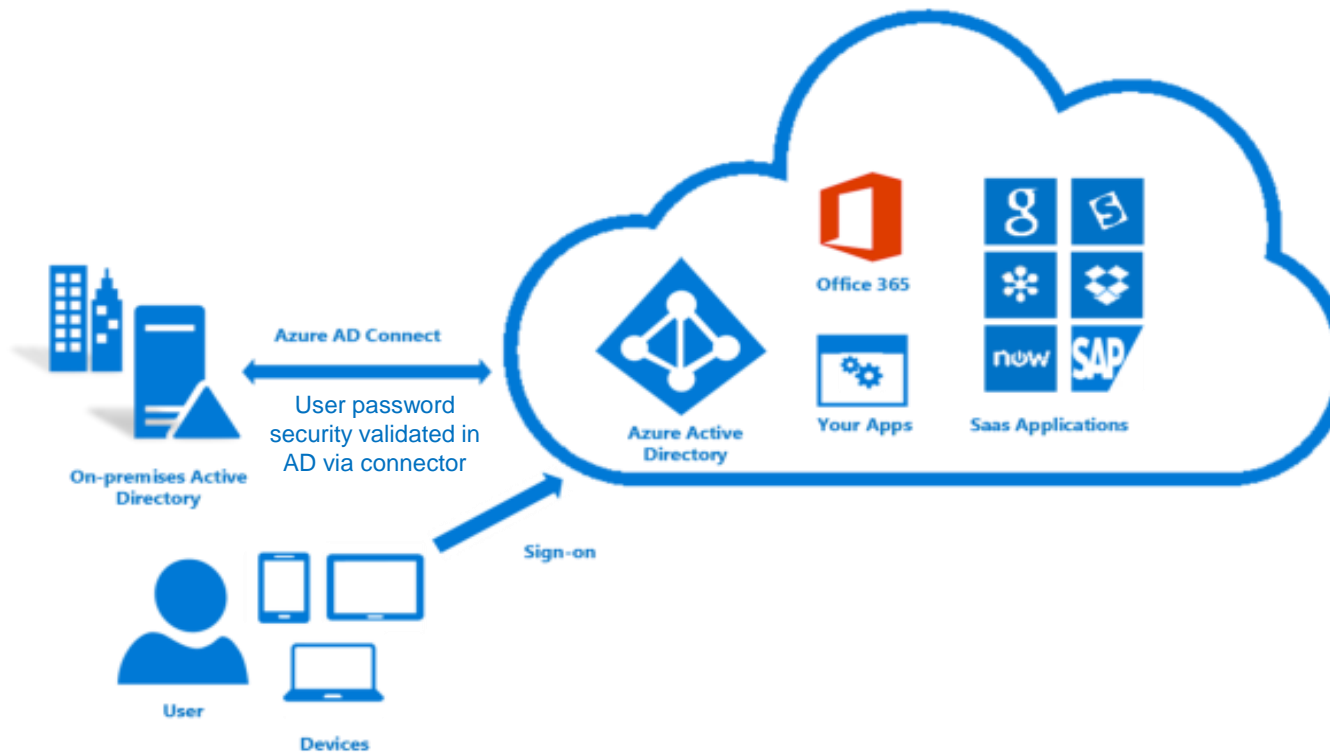 Office 365
g
S
now
SAP
Azure AD Connect
User password
security validated in
AD via connector
Azure Active
Directory
Your Apps
Saas Applications
On-premises Active
Directory
Sign-on
User
Devices